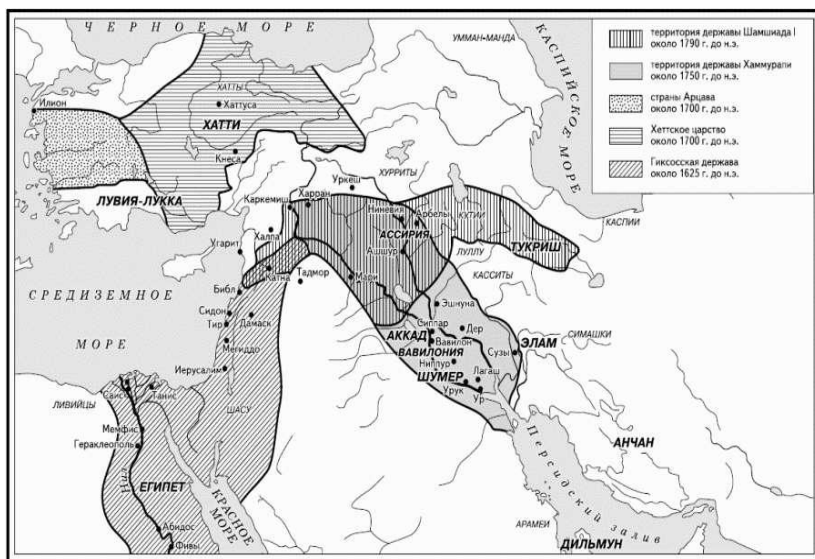 ЧЕРНОЕ МОРЕ
УММАН-МАНДА
КАСПИЙСКОЕ
МОРЕ
территория державы Шамшиада I
около 1790 г. до н.э.
территория державы Хаммурапи
около 1750 г. до н.э.
страны Арцава
около 1700 г. до н.э.
Хеттское царство
около 1700 г. до н.э.
Гиксосская держава
около 1625 г. до н.э.
Илион
ХАТТЫ
Хаттуса
ХАТТИ
Кнеса
ЛУВИЯ-ЛУККА
Каркемиш
Харран
Уркеш
ХУРРИТЫ
Ниневия
Арбелы
КУТИИ
АССИРИЯ
КАСПИИ
ТУКРИШ
Угарит
Халпа
Ашшур
ЛУЛЛУ
Катна
Тадмор
Мари
КАССИТЫ
СРЕДИЗЕМНОЕ
МОРЕ
Библ
Сидон
Тир
Дамаск
Мегиддо
Иерусалим
Эшнуна
АККАД
Сиппар
Дер
Вавилон
ВАВИЛОНИЯ
Сузы
ЭЛАМ
СИМАШКИ
Ниппур
ШУМЕР
Лагаш
Урук
Ур
ЛИВИЙЦЫ
Саис
Танис
ШАСУ
Мемфис
Гераклеополь
Нил
ЕГИПЕТ
КРАСНОЕ
МОРЕ
Абидос
Фивы
АНЧАН
Персидский залив
АРАМЕИ
ДИЛЬМУН